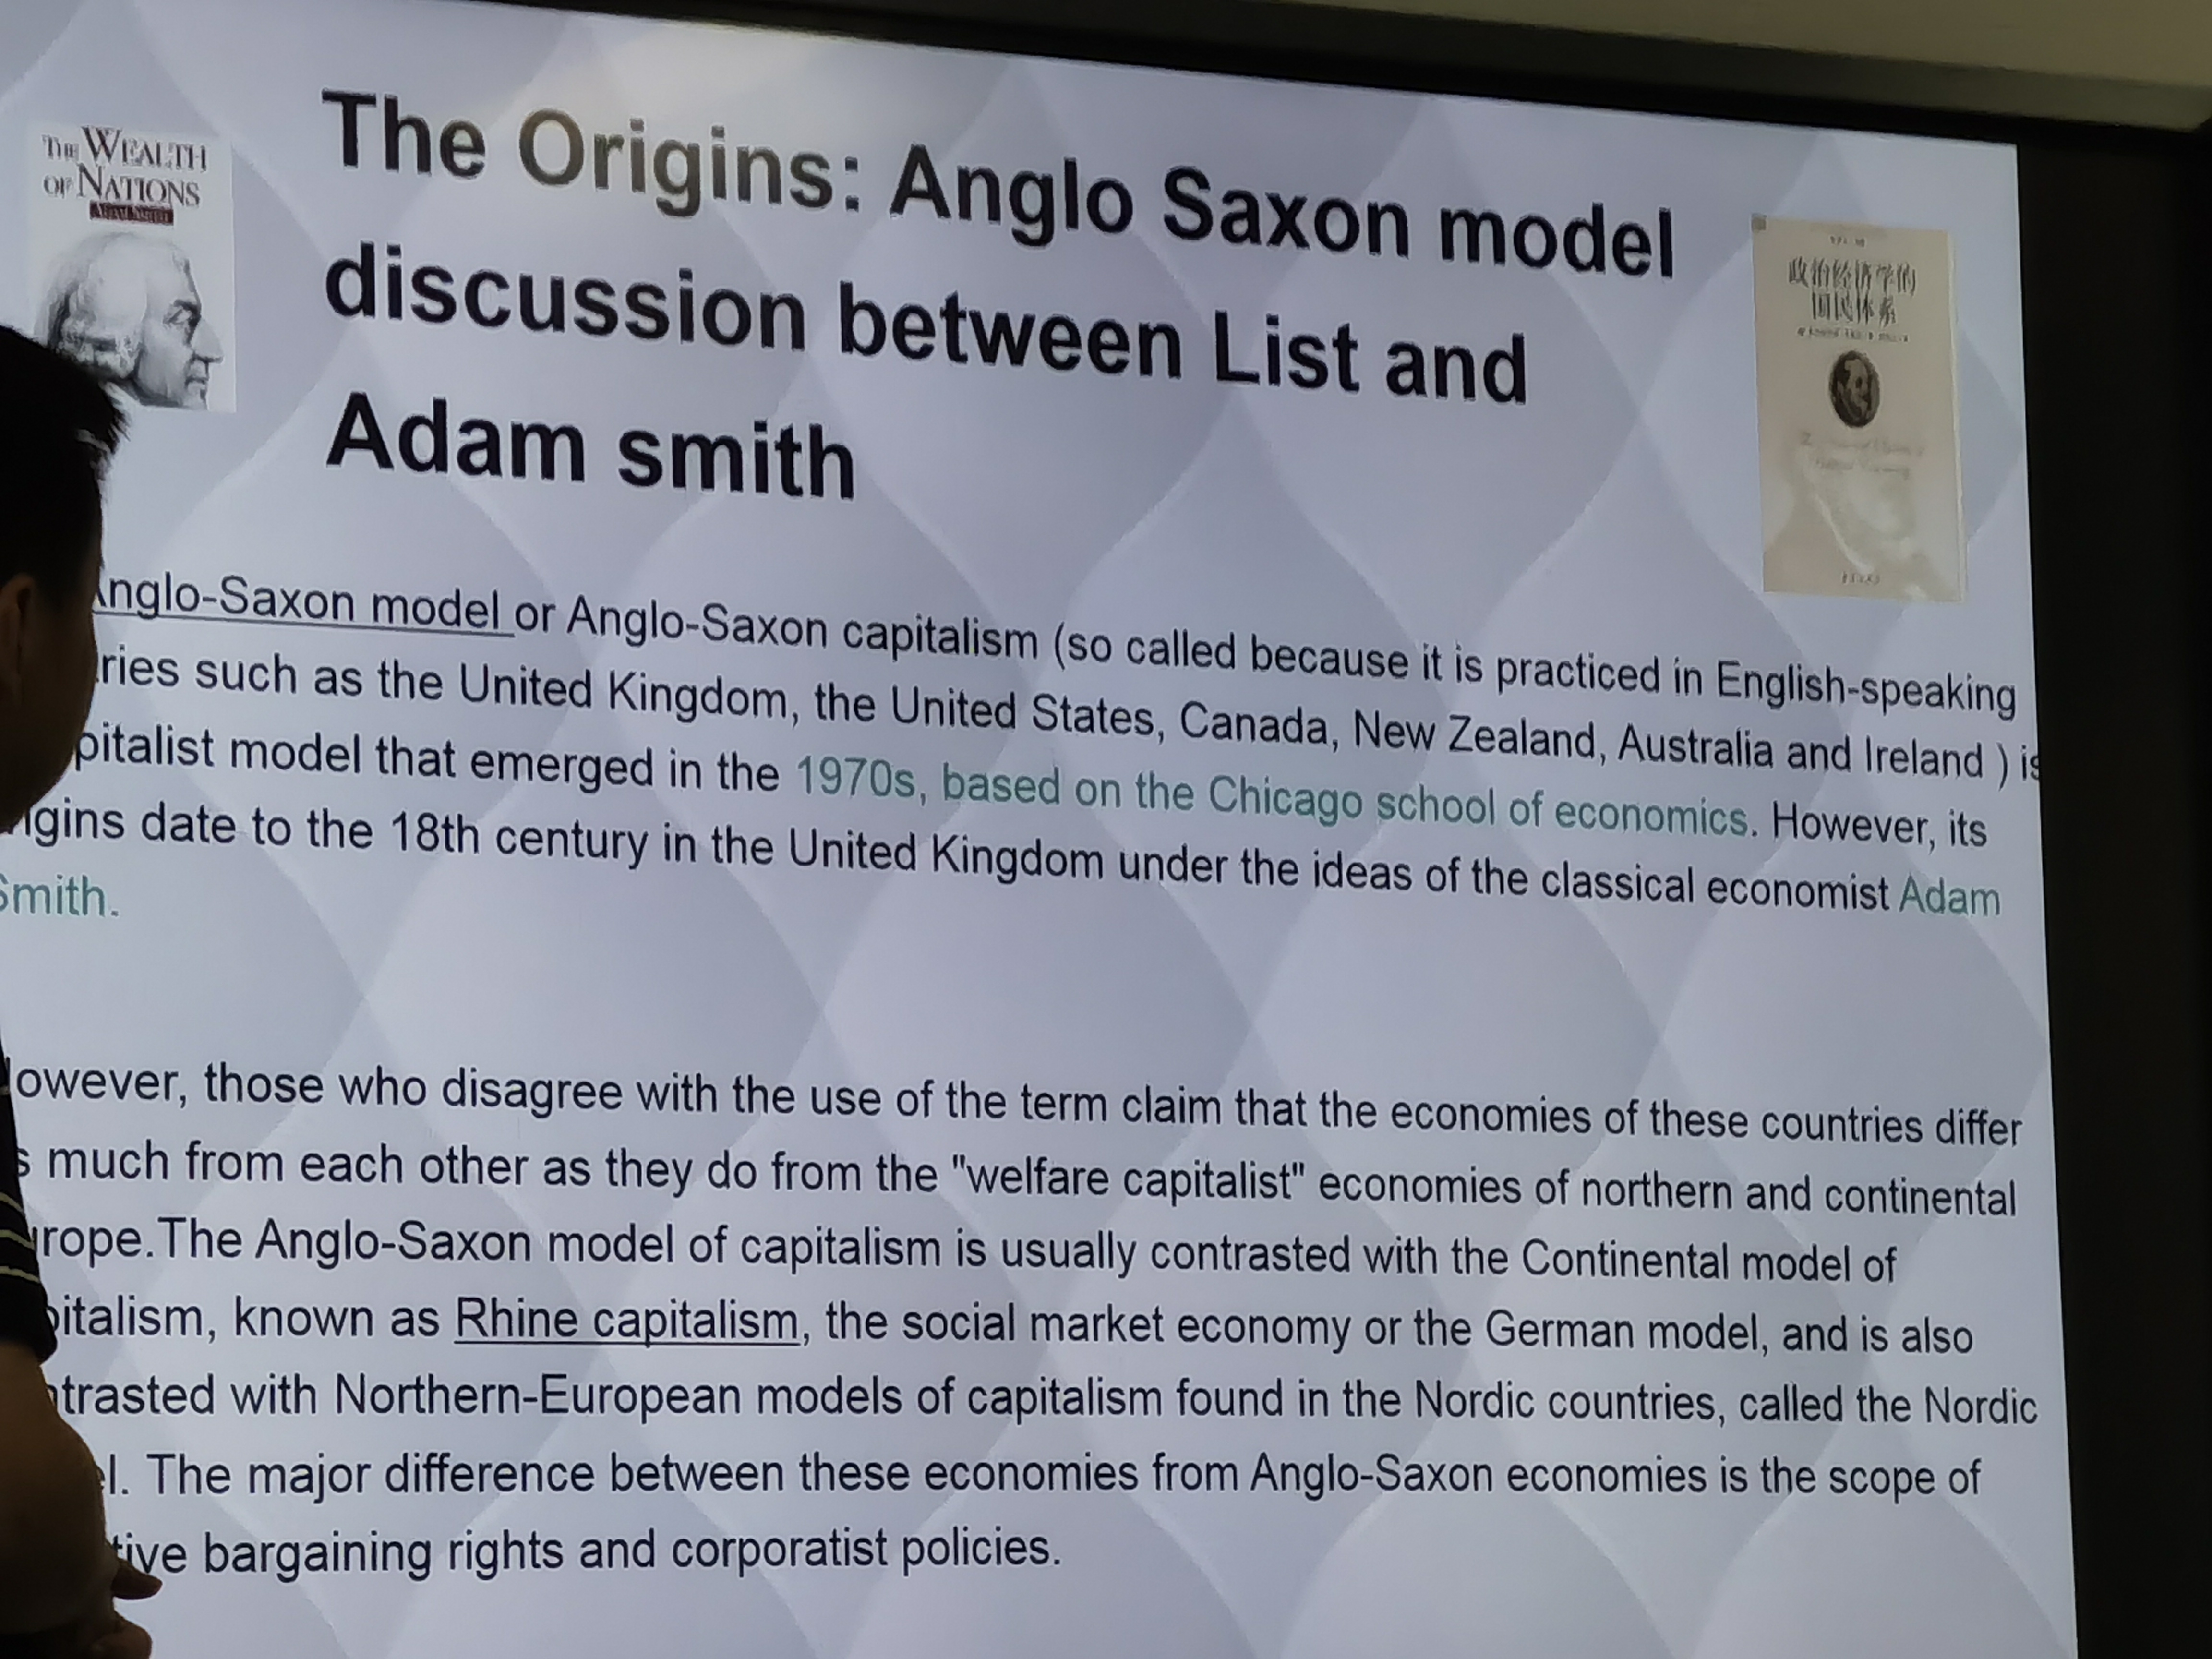 THE WEALTH
OF NATIONS
ADAM SMITH
The Origins: Anglo Saxon model
discussion between List and
Adam smith
政治经济学的
国民体系
nglo-Saxon model or Anglo-Saxon capitalism (so called because it is practiced in English-speaking
ries such as the United Kingdom, the United States, Canada, New Zealand, Australia and Ireland ) is
pitalist model that emerged in the 1970s, based on the Chicago school of economics. However, its
igins date to the 18th century in the United Kingdom under the ideas of the classical economist Adam
Smith.
owever, those who disagree with the use of the term claim that the economies of these countries differ
s much from each other as they do from the "welfare capitalist" economies of northern and continental
rope.The Anglo-Saxon model of capitalism is usually contrasted with the Continental model of
pitalism, known as Rhine capitalism, the social market economy or the German model, and is also
trasted with Northern-European models of capitalism found in the Nordic countries, called the Nordic
l. The major difference between these economies from Anglo-Saxon economies is the scope of
tive bargaining rights and corporatist policies.